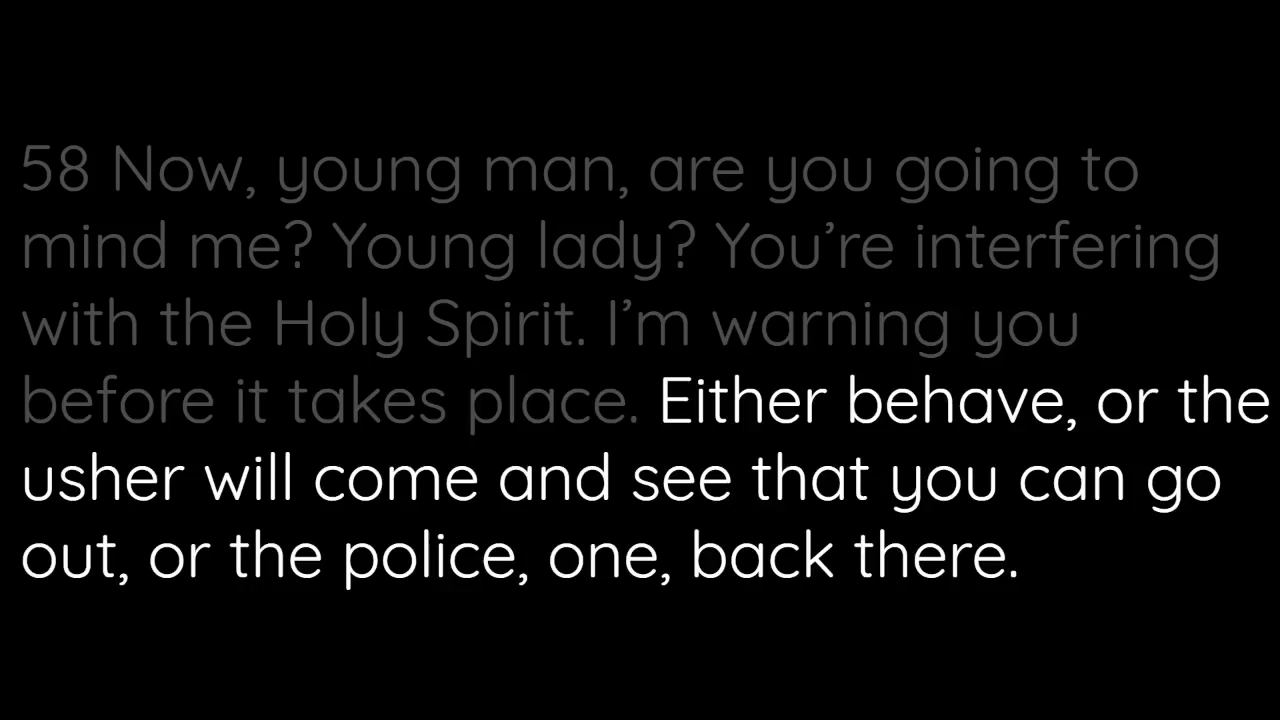 58 Now, young man, are you going to
mind me? Young lady? You’re interfering
with the Holy Spirit. I’m warning you
before it takes place. Either behave, or the
usher will come and see that you can go
out, or the police, one, back there.